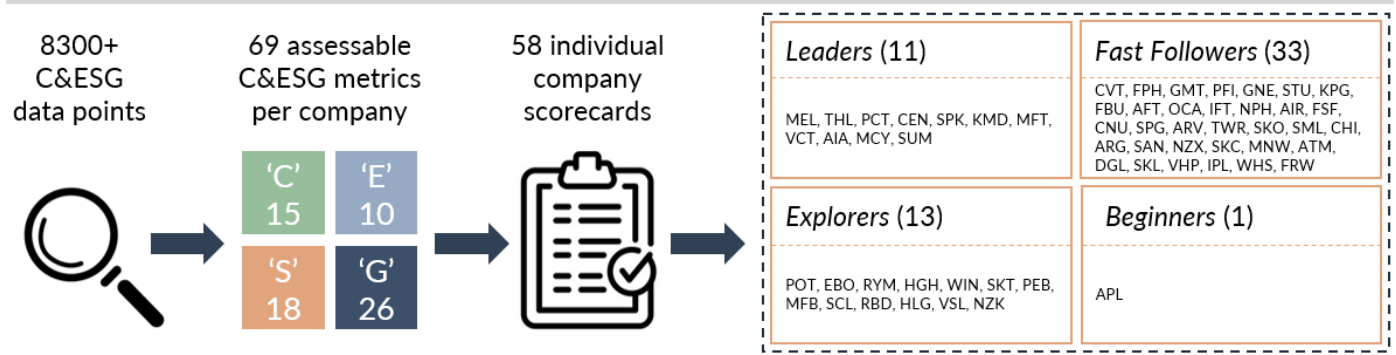 8300+
C&ESG
data points
69 assessable
C&ESG metrics
per company
'C'
15
'E'
10
'S'
18
'G'
26
58 individual
company
scorecards
Leaders (11)
MEL, THL, PCT, CEN, SPK, KMD, MFT,
VCT, AIA, MCY, SUM
Fast Followers (33)
CVT, FPH, GMT, PFI, GNE, STU, KPG,
FBU, AFT, OCA, IFT, NPH, AIR, FSF,
CNU, SPG, ARV, TWR, SKO, SML, CHI,
ARG, SAN, NZX, SKC, MNW, ATM,
DGL, SKL, VHP, IPL, WHS, FRW
Explorers (13)
POT, EBO, RYM, HGH, WIN, SKT, PEB,
MFB, SCL, RBD, HLG, VSL, NZK
Beginners (1)
APL